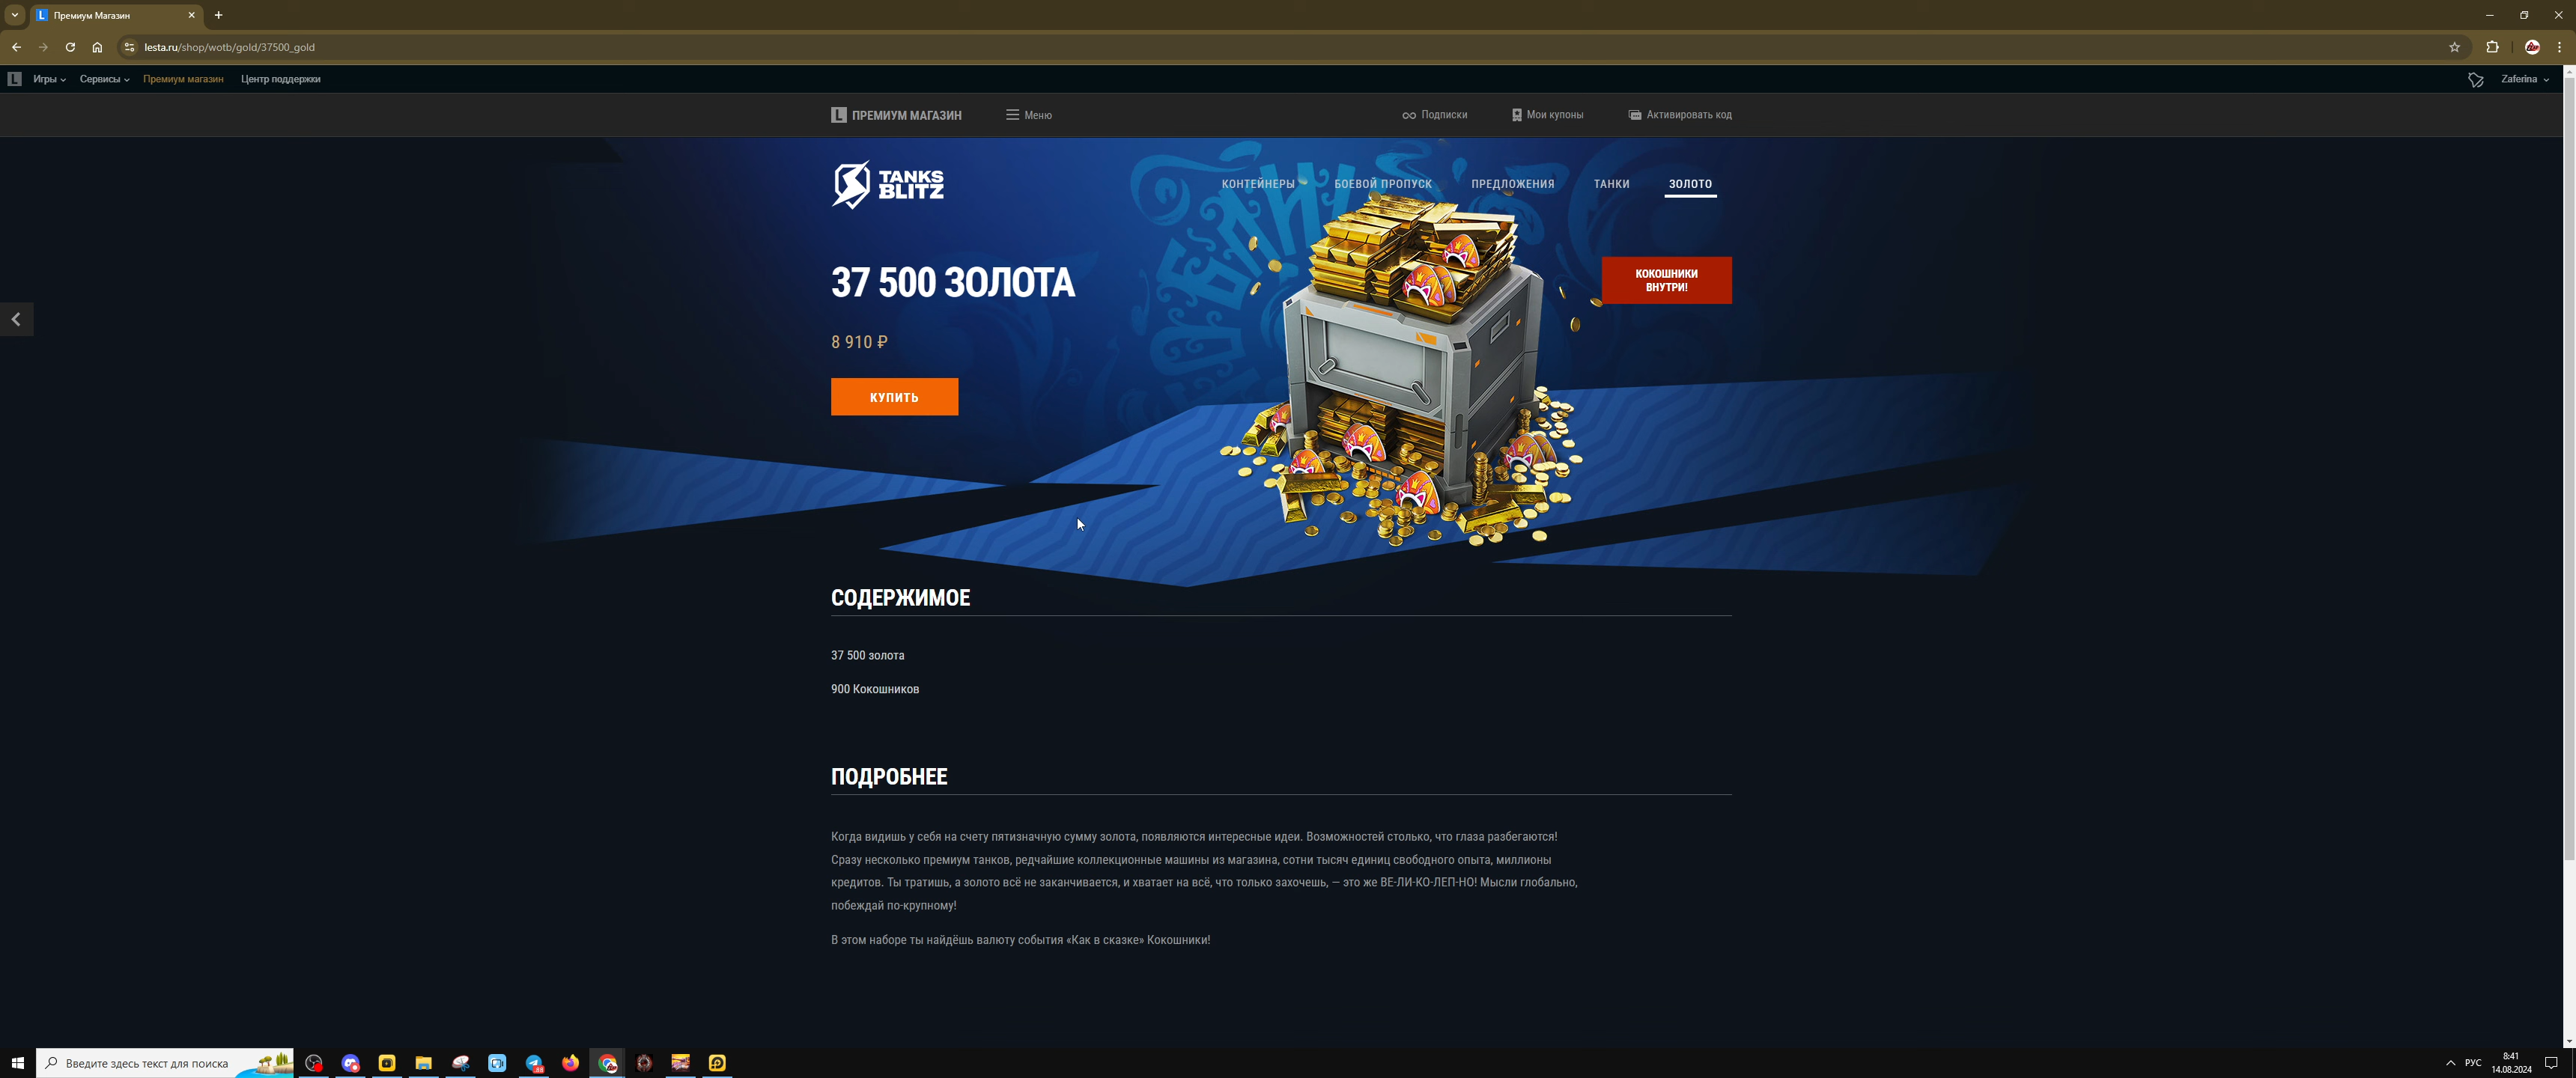 Премиум Магазин
lesta.ru/shop/wotb/gold/37500_gold
L Игры Сервисы Премиум магазин Центр поддержки Zaferina
L ПРЕМИУМ МАГАЗИН Меню Подписки Мои купоны Активировать код
TANKS
BLITZ
КОНТЕЙНЕРЫ БОЕВОЙ ПРОПУСК ПРЕДЛОЖЕНИЯ ТАНКИ ЗОЛОТО
37 500 ЗОЛОТА
КОКОШНИКИ
ВНУТРИ!
8 910 ₽
КУПИТЬ
СОДЕРЖИМОЕ
37 500 золота
900 Кокошников
ПОДРОБНЕЕ
Когда видишь у себя на счету пятизначную сумму золота, появляются интересные идеи. Возможностей столько, что глаза разбегаются!
Сразу несколько премиум танков, редчайшие коллекционные машины из магазина, сотни тысяч единиц свободного опыта, миллионы
кредитов. Ты тратишь, а золото всё не заканчивается, и хватает на всё, что только захочешь, — это же ВЕ-ЛИ-КО-ЛЕП-НО! Мысли глобально,
побеждай по-крупному!
В этом наборе ты найдёшь валюту события «Как в сказке» Кокошники!
Введите здесь текст для поиска
РУС
8:41
14.08.2024